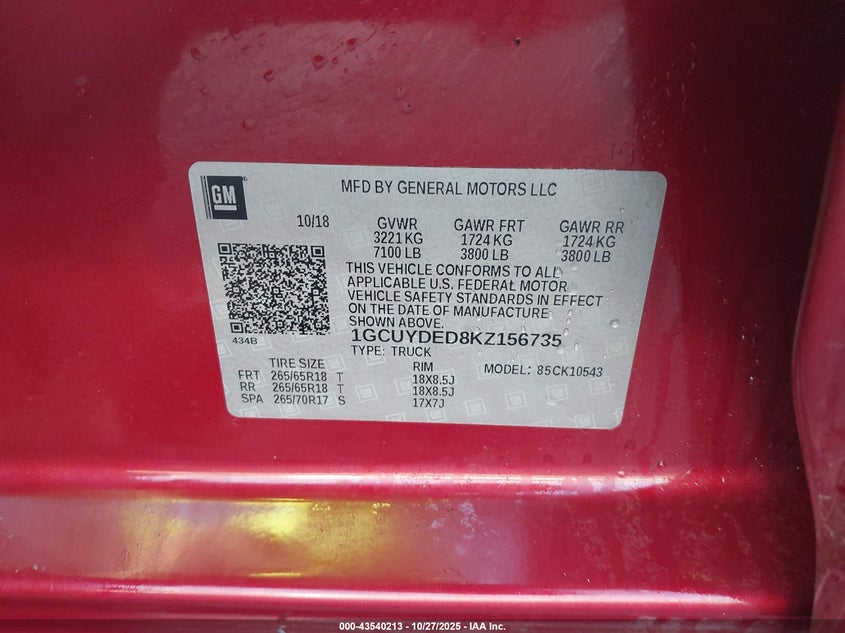 GM
MFD BY GENERAL MOTORS LLC
10/18 GVWR GAWR FRT GAWR RR
3221 KG 1724 KG 1724 KG
7100 LB 3800 LB 3800 LB
THIS VEHICLE CONFORMS TO ALL
APPLICABLE U.S. FEDERAL MOTOR
VEHICLE SAFETY STANDARDS IN EFFECT
ON THE DATE OF MANUFACTURE
SHOWN ABOVE.
434B 1GCUYDED8KZ156735
TYPE: TRUCK
TIRE SIZE RIM MODEL: 85CK10543
FRT 265/65R18 T 18X8.5J
RR 265/65R18 T 18X8.5J
SPA 265/70R17 S 17X7J
000-43540213 - 10/27/2025 - IAA Inc.